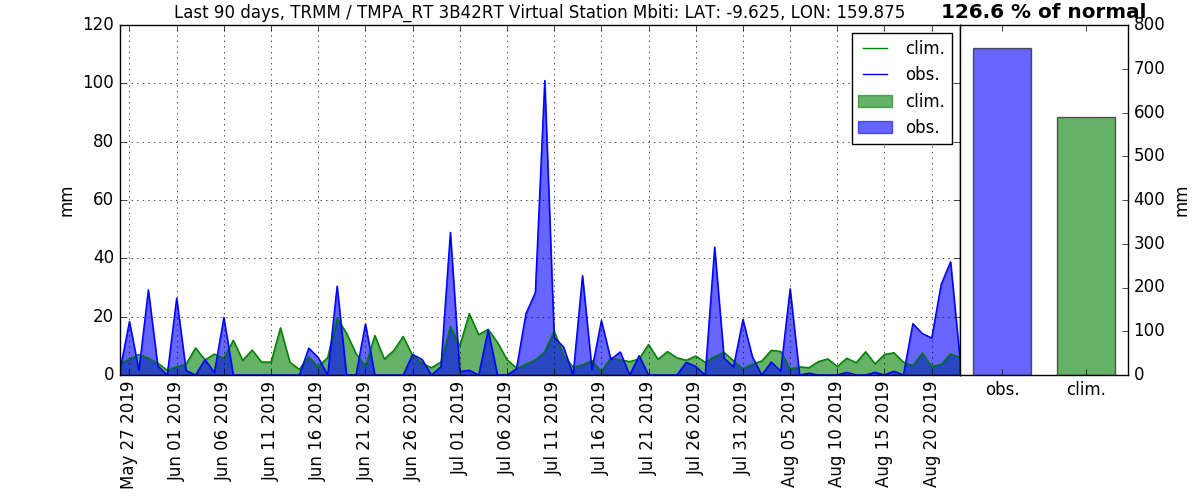 Last 90 days, TRMM / TMPA_RT 3B42RT Virtual Station Mbiti: LAT: -9.625, LON: 159.875
126.6 % of normal
120
100
80
60
40
20
0
mm
clim.
obs.
clim.
obs.
800
700
600
500
400
300
200
100
0
mm
May 27 2019
Jun 01 2019
Jun 06 2019
Jun 11 2019
Jun 16 2019
Jun 21 2019
Jun 26 2019
Jul 01 2019
Jul 06 2019
Jul 11 2019
Jul 16 2019
Jul 21 2019
Jul 26 2019
Jul 31 2019
Aug 05 2019
Aug 10 2019
Aug 15 2019
Aug 20 2019
obs.
clim.